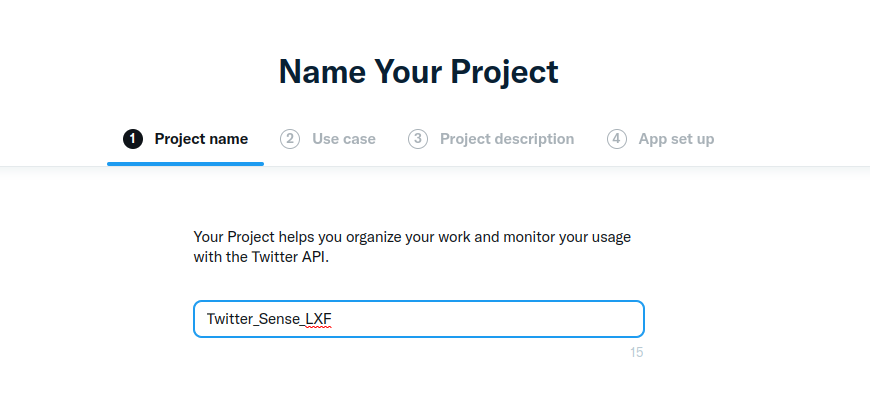 Name Your Project
1 Project name 2 Use case 3 Project description 4 App set up
Your Project helps you organize your work and monitor your usage
with the Twitter API.
Twitter_Sense_LXF
15